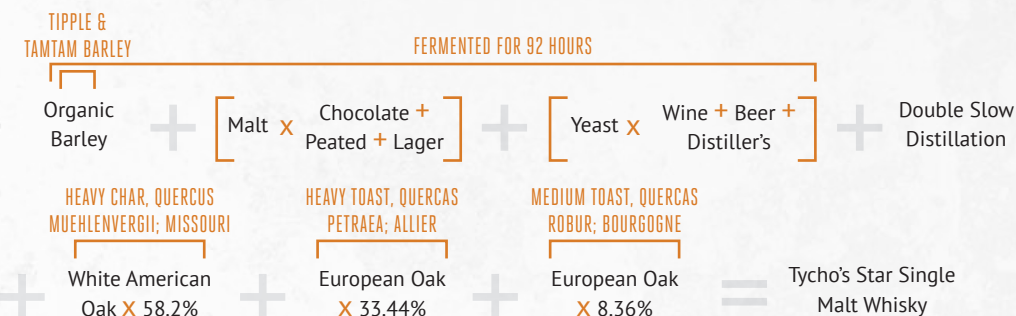 TIPPLE &
TAMTAM BARLEY
FERMENTED FOR 92 HOURS
Organic
Barley
+
[Malt x Chocolate +
Peated + Lager]
+
[Yeast x Wine + Beer +
Distiller's]
+
Double Slow
Distillation
HEAVY CHAR, QUERCUS
MUEHLENVERGII; MISSOURI
HEAVY TOAST, QUERCAS
PETRAEA; ALLIER
MEDIUM TOAST, QUERCAS
ROBUR; BOURGOGNE
+
White American
Oak X 58.2%
+
European Oak
X 33.44%
+
European Oak
X 8.36%
=
Tycho's Star Single
Malt Whisky